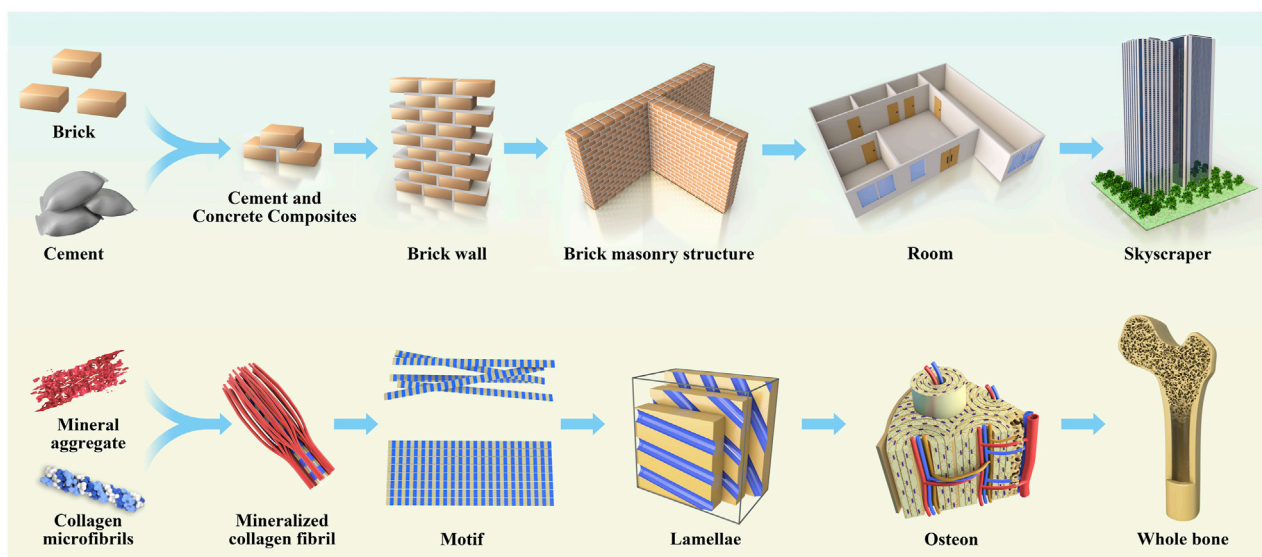 Brick
Cement
Cement and
Concrete Composites
Brick wall
Brick masonry structure
Room
Skyscraper
Mineral
aggregate
Collagen
microfibrils
Mineralized
collagen fibril
Motif
Lamellae
Osteon
Whole bone